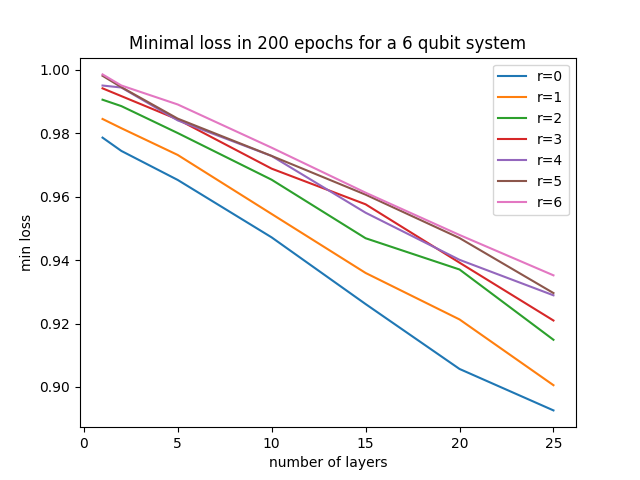 Minimal loss in 200 epochs for a 6 qubit system
1.00
0.98
0.96
0.94
0.92
0.90
min loss
r=0
r=1
r=2
r=3
r=4
r=5
r=6
0 5 10 15 20 25
number of layers